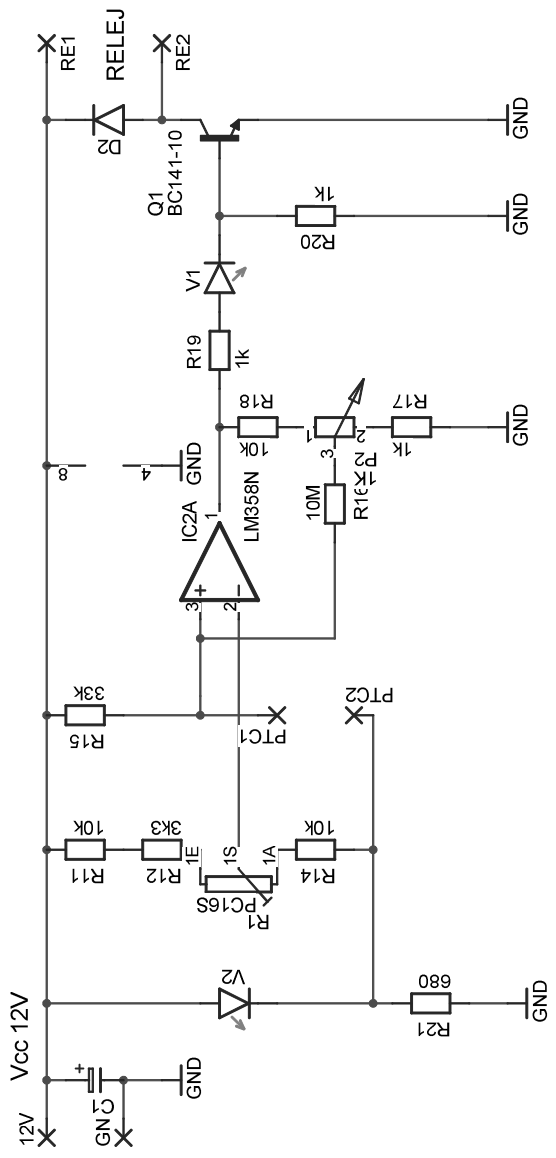 RE1
RELEJ
RE2
D2
Q1
BC141-10
GND
1k
R20
GND
V1
R19
1k
R18
10k
1
2
3
P2
1K
R17
1k
GND
8
4
GND
IC2A
1
LM358N
3
+
2
−
10M
R16
33k
R15
PTC1
PTC2
10k
R11
3k3
R12
1E
1S
1A
PC16S
R1
10k
R14
Vcc 12V
V2
680
R21
GND
12V
+
C1
GN
GND